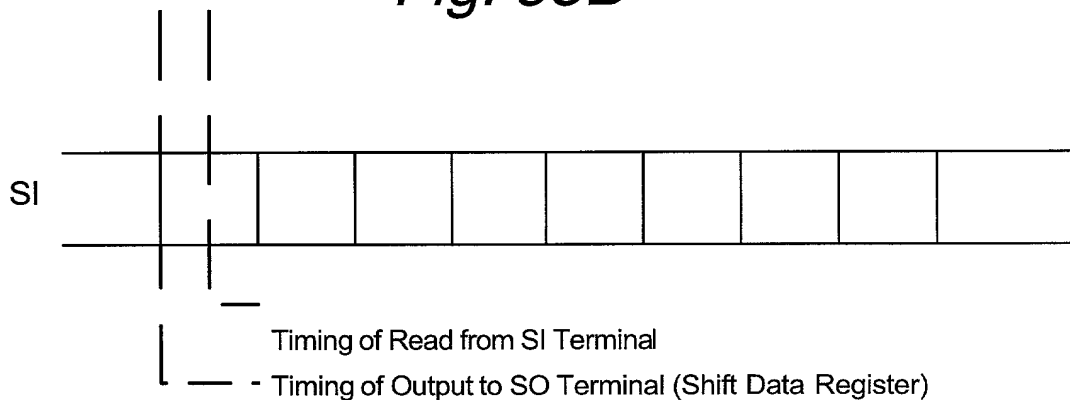 SI
Timing of Read from SI Terminal
Timing of Output to SO Terminal (Shift Data Register)